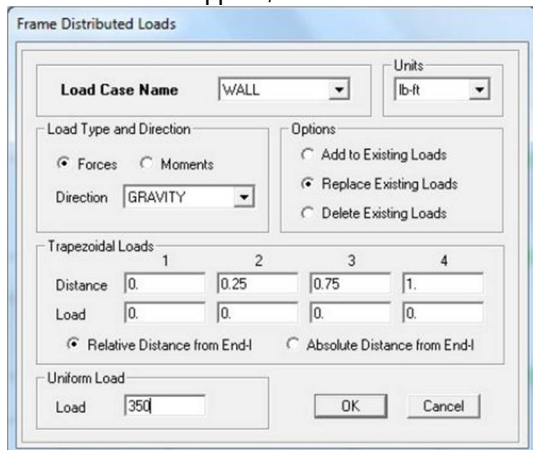 Frame Distributed Loads
Units
Load Case Name WALL lb-ft
Load Type and Direction Options
Forces Moments Add to Existing Loads
Direction GRAVITY Replace Existing Loads
Delete Existing Loads
Trapezoidal Loads
1 2 3 4
Distance 0. 0.25 0.75 1.
Load 0. 0. 0. 0.
Relative Distance from End-I Absolute Distance from End-I
Uniform Load
Load 350 OK Cancel